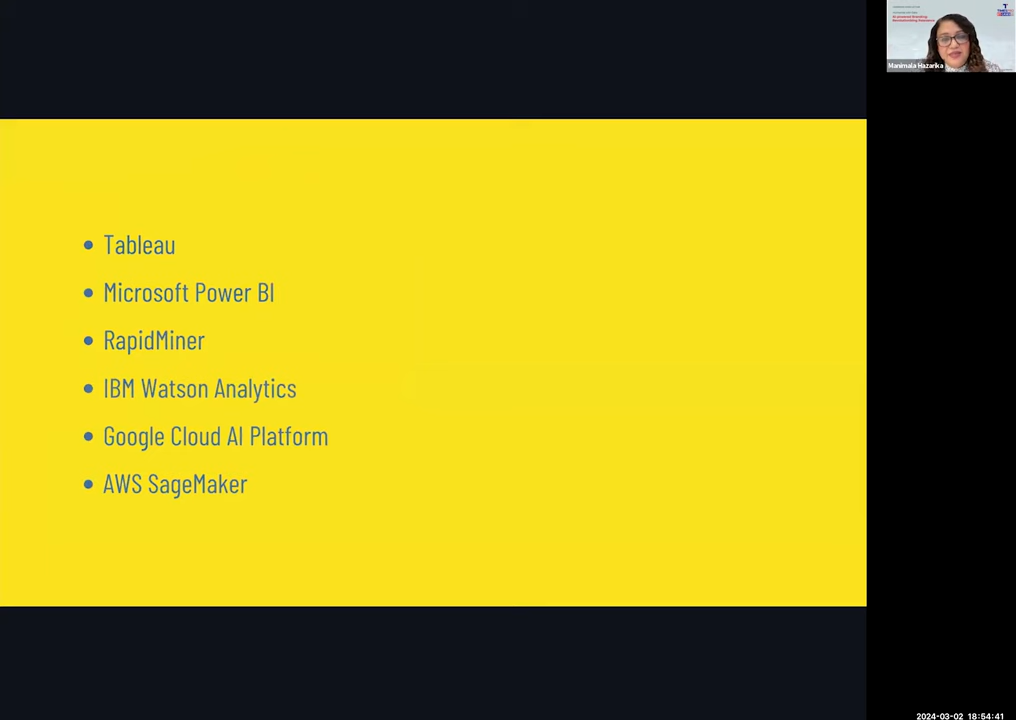 • Tableau
• Microsoft Power BI
• RapidMiner
• IBM Watson Analytics
• Google Cloud AI Platform
• AWS SageMaker
Manimala Hazarika
2024-03-02 18:54:41